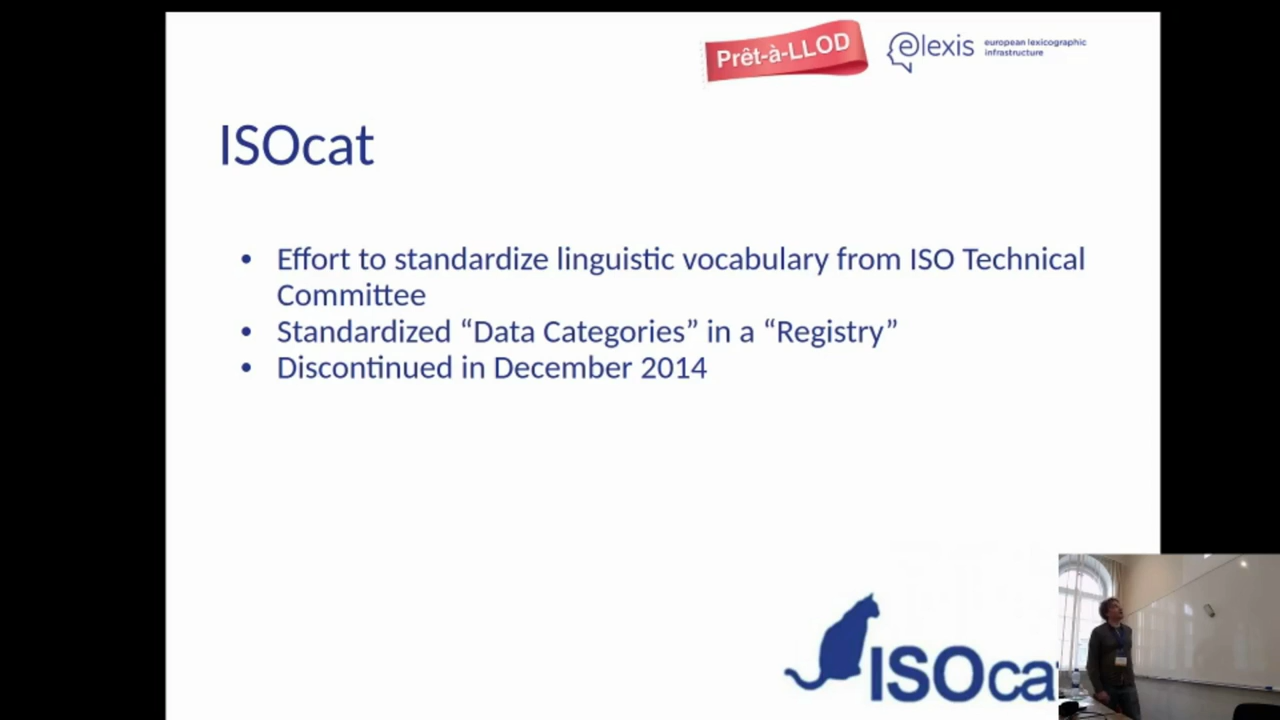 Prêt-à-LLOD
elexis
european lexicographic
infrastructure
ISOcat
• Effort to standardize linguistic vocabulary from ISO Technical
Committee
• Standardized “Data Categories” in a “Registry”
• Discontinued in December 2014
ISOca